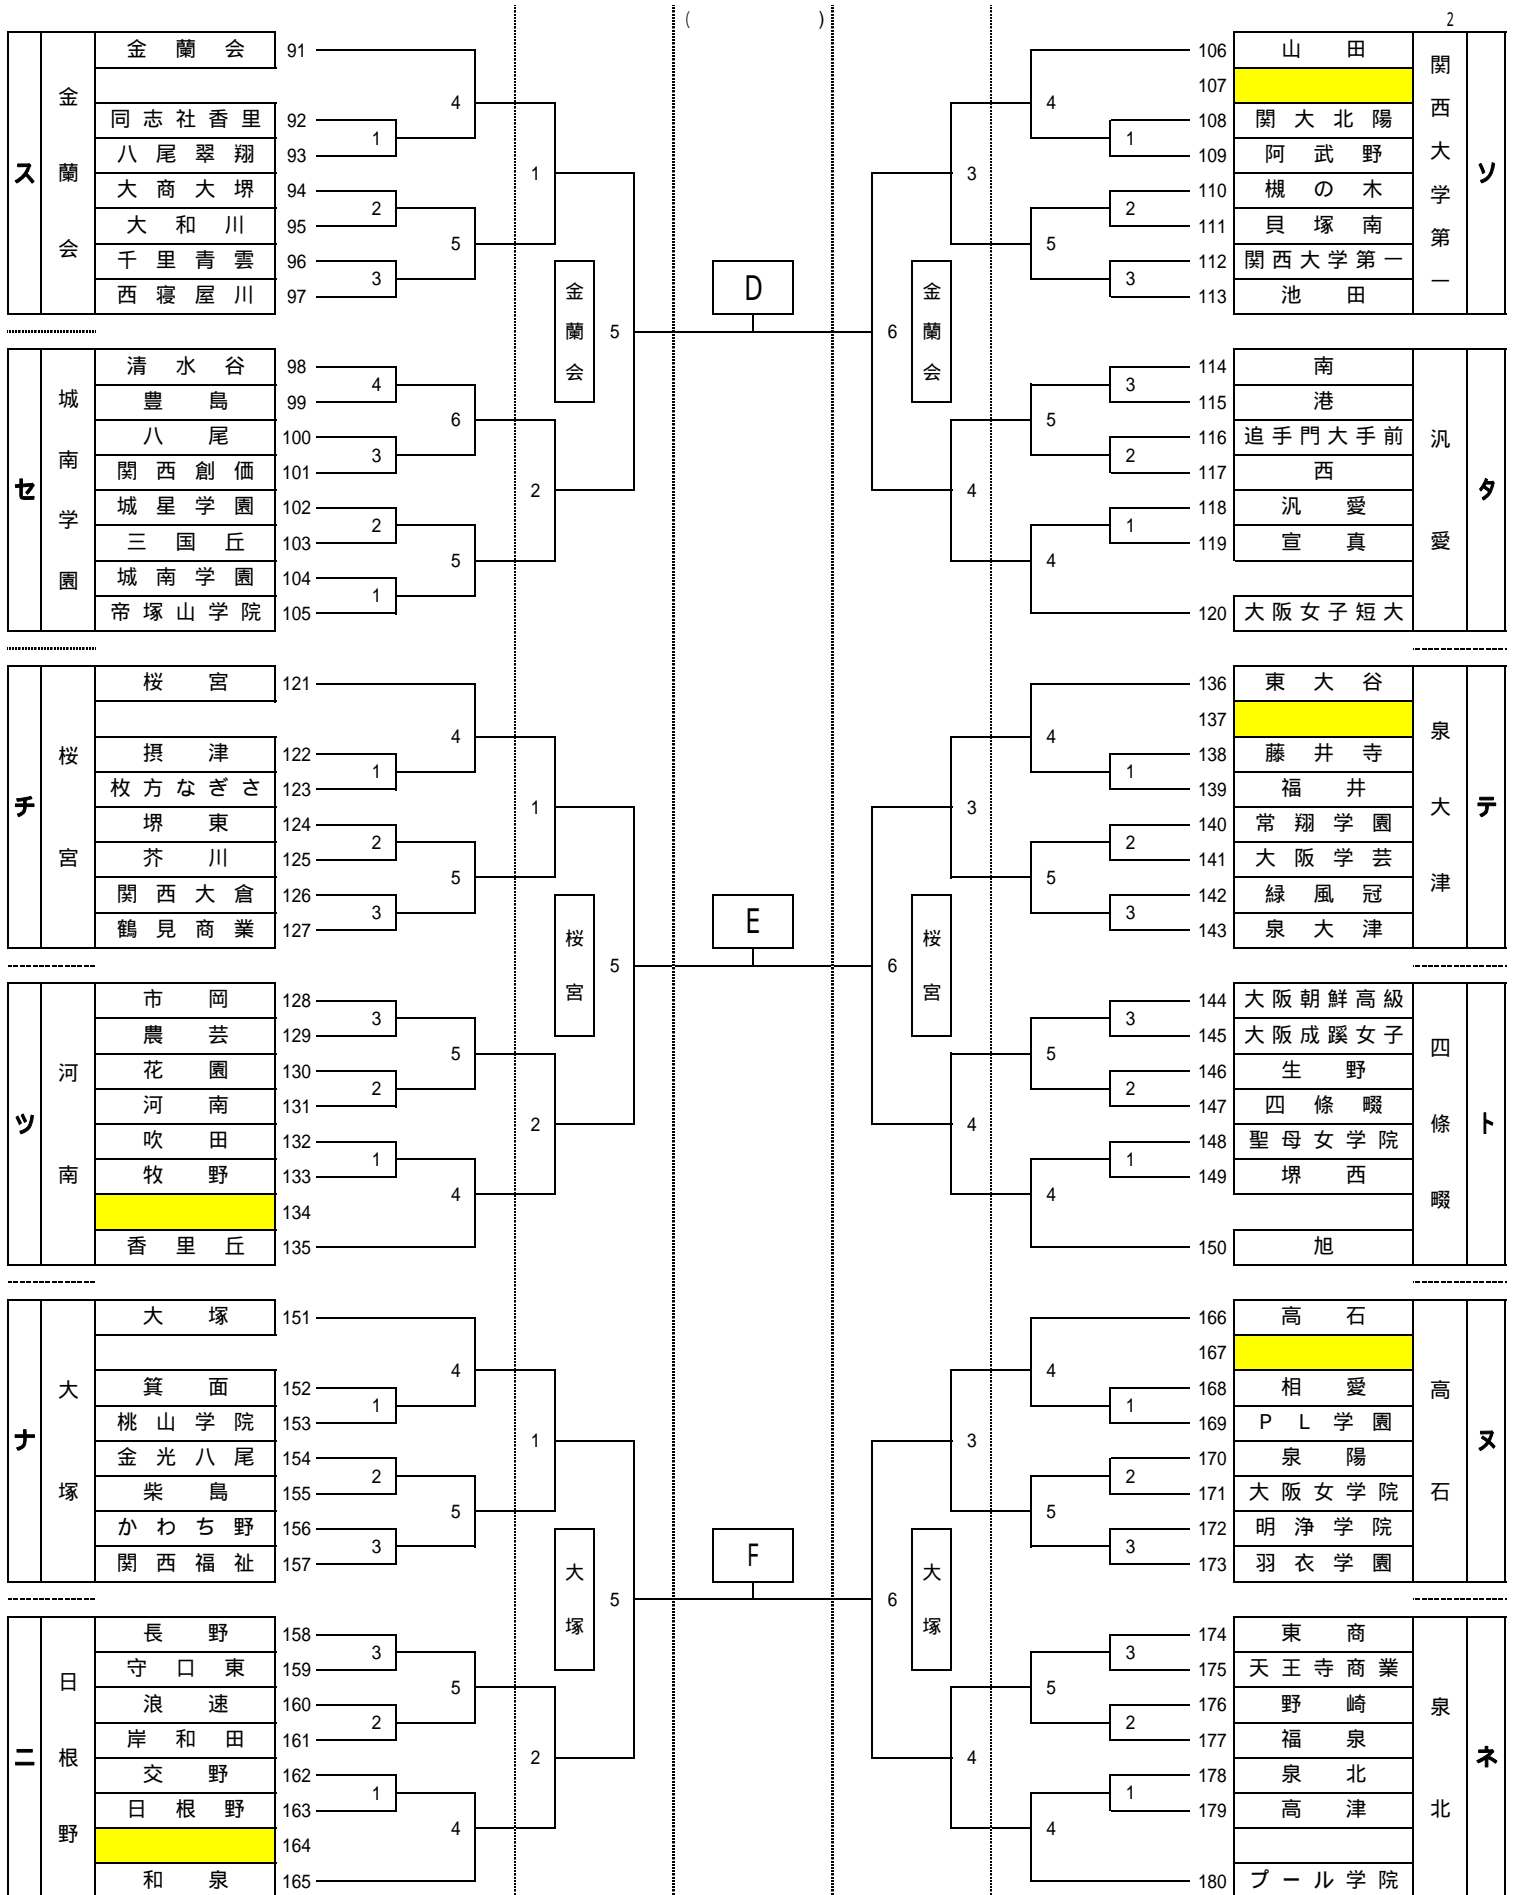 ( ) 2
ス
金蘭会
金蘭会 91
同志社香里 92
八尾翠翔 93
大商大堺 94
大和川 95
千里青雲 96
西寝屋川 97
1
2
3
4
5
1
セ
城南学園
清水谷 98
豊島 99
八尾 100
関西創価 101
城星学園 102
三国丘 103
城南学園 104
帝塚山学院 105
4
3
2
1
6
5
2
金蘭会
5
D
6
金蘭会
106 山田
107
108 関大北陽
109 阿武野
110 槻の木
111 貝塚南
112 関西大学第一
113 池田
関西大学第一
ソ
1
2
3
4
5
3
114 南
115 港
116 追手門大手前
117 西
118 汎愛
119 宣真
120 大阪女子短大
汎愛
タ
3
2
1
5
4
4
チ
桜宮
桜宮 121
摂津 122
枚方なぎさ 123
堺東 124
芥川 125
関西大倉 126
鶴見商業 127
1
2
3
4
5
1
ツ
河南
市岡 128
農芸 129
花園 130
河南 131
吹田 132
牧野 133
134
香里丘 135
3
2
1
5
4
2
桜宮
5
E
6
桜宮
136 東大谷
137
138 藤井寺
139 福井
140 常翔学園
141 大阪学芸
142 緑風冠
143 泉大津
泉大津
テ
1
2
3
4
5
3
144 大阪朝鮮高級
145 大阪成蹊女子
146 生野
147 四條畷
148 聖母女学院
149 堺西
150 旭
四條畷
ト
3
2
1
5
4
4
ナ
大塚
大塚 151
箕面 152
桃山学院 153
金光八尾 154
柴島 155
かわち野 156
関西福祉 157
1
2
3
4
5
1
ニ
日根野
長野 158
守口東 159
浪速 160
岸和田 161
交野 162
日根野 163
164
和泉 165
3
2
1
5
4
2
大塚
5
F
6
大塚
166 高石
167
168 相愛
169 PL学園
170 泉陽
171 大阪女学院
172 明浄学院
173 羽衣学園
高石
ヌ
1
2
3
4
5
3
174 東商
175 天王寺商業
176 野崎
177 福泉
178 泉北
179 高津
180 プール学院
泉北
ネ
3
2
1
5
4
4